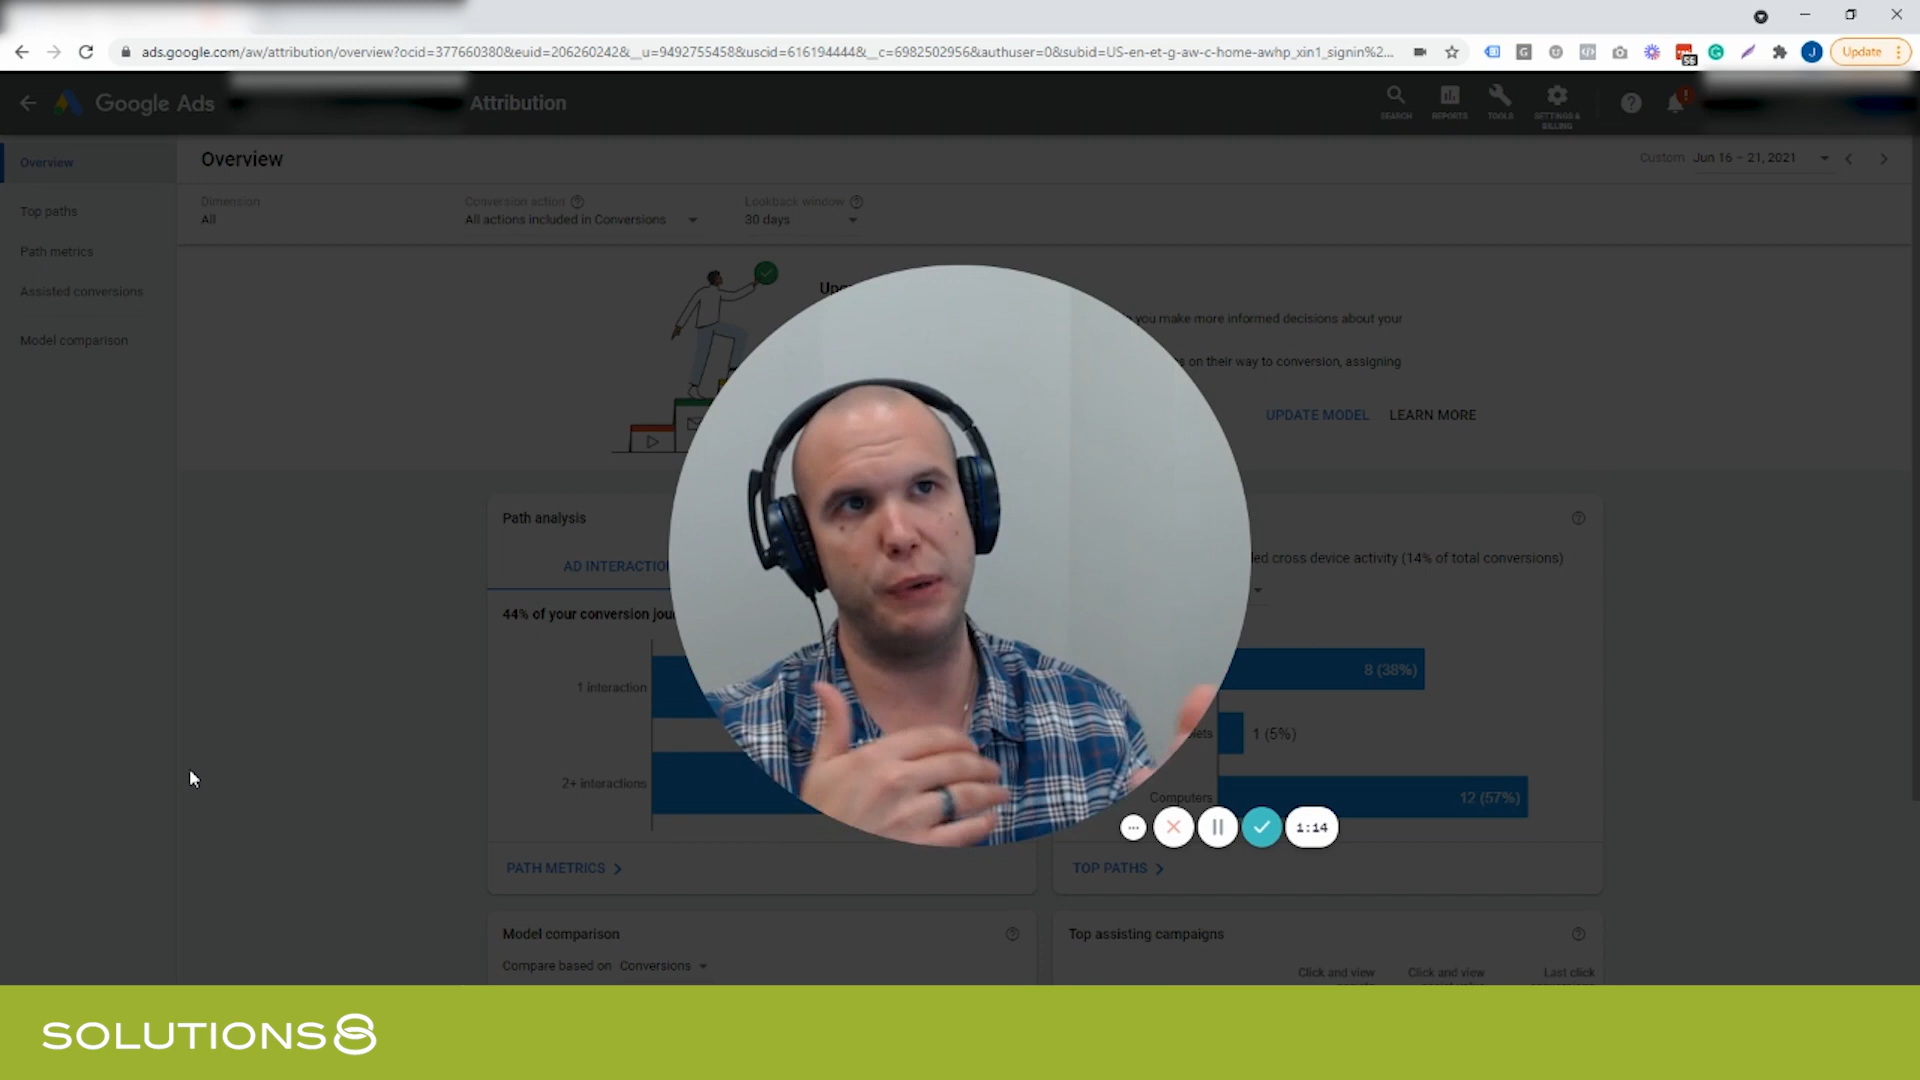 ads.google.com/aw/attribution/overview?ocid=377660380&euid=206260242&__u=9492755458&uscid=616194444&__c=6982502956&authuser=0&subid=US-en-et-g-aw-c-home-awhp_xin1_signin%2...
56
J
Update
Google Ads
Attribution
SEARCH
REPORTS
TOOLS
SETTINGS & BILLING
Overview
Overview
Custom Jun 16 – 21, 2021
Top paths
Path metrics
Assisted conversions
Model comparison
Dimension
All
Conversion action
All actions included in Conversions
Lookback window
30 days
you make more informed decisions about your
on their way to conversion, assigning
UPDATE MODEL
LEARN MORE
Path analysis
AD INTERACTIO
44% of your conversion jou
1 interaction
2+ interactions
PATH METRICS
cross device activity (14% of total conversions)
8 (38%)
1 (5%)
Computers
12 (57%)
1:14
TOP PATHS
Model comparison
Compare based on Conversions
Top assisting campaigns
Click and view
Click and view
Last click
SOLUTIONS8